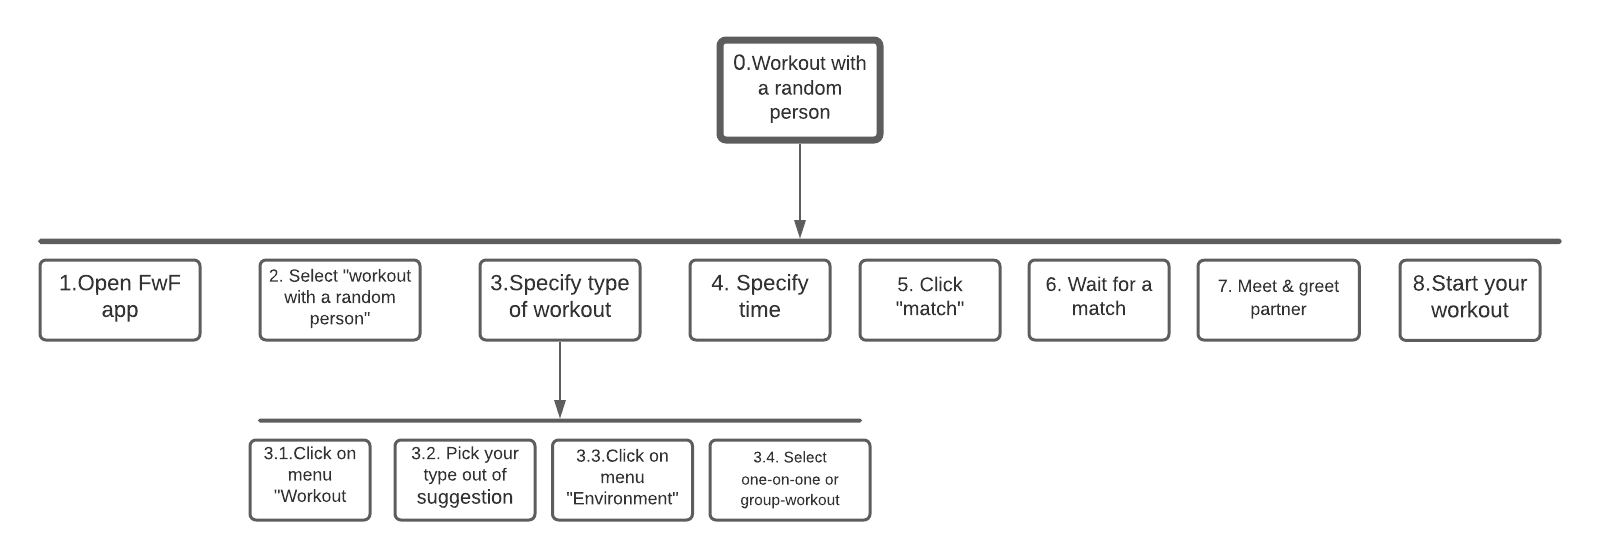 0.Workout with
a random
person
1.Open FwF
app
2. Select "workout
with a random
person"
3.Specify type
of workout
4. Specify
time
5. Click
"match"
6. Wait for a
match
7. Meet & greet
partner
8.Start your
workout
3.1.Click on
menu
"Workout
3.2. Pick your
type out of
suggestion
3.3.Click on
menu
"Environment"
3.4. Select
one-on-one or
group-workout